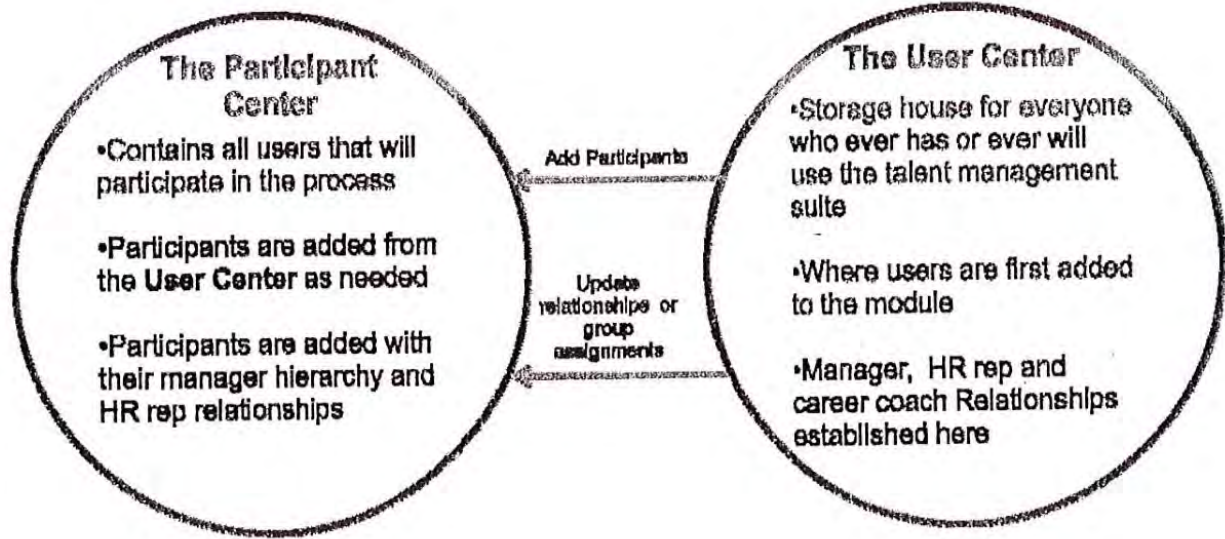 The Participant
Center
•Contains all users that will
participate in the process
•Participants are added from
the User Center as needed
•Participants are added with
their manager hierarchy and
HR rep relationships
Add Participants
Update
relationships or
group
assignments
The User Center
•Storage house for everyone
who ever has or ever will
use the talent management
suite
•Where users are first added
to the module
•Manager, HR rep and
career coach Relationships
established here